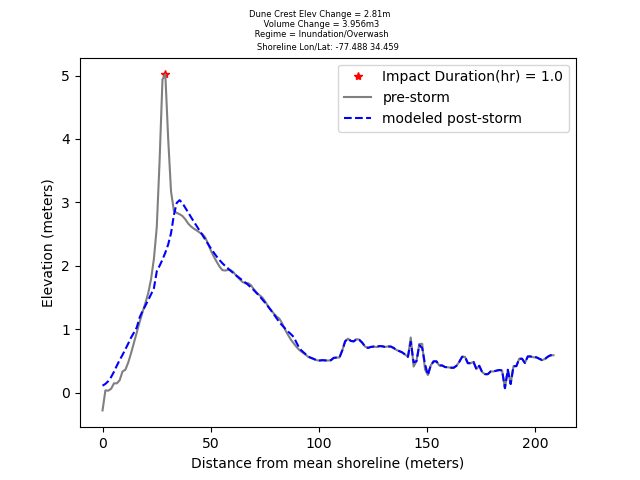 Dune Crest Elev Change = 2.81m
Volume Change = 3.956m3
Regime = Inundation/Overwash
Shoreline Lon/Lat: -77.488 34.459
Impact Duration(hr) = 1.0
pre-storm
modeled post-storm
Elevation (meters)
5
4
3
2
1
0
0
50
100
150
200
Distance from mean shoreline (meters)